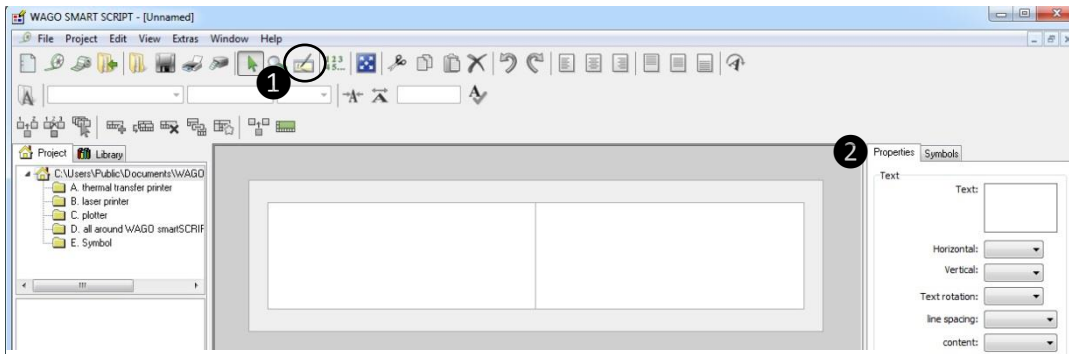 WAGO SMART SCRIPT - [Unnamed]
File Project Edit View Extras Window Help
1
2
Project Library
Properties Symbols
C:\Users\Public\Documents\WAGO
A. thermal transfer printer
B. laser printer
C. plotter
D. all around WAGO smartSCRIF
E. Symbol
Text
Text:
Horizontal:
Vertical:
Text rotation:
line spacing:
content: